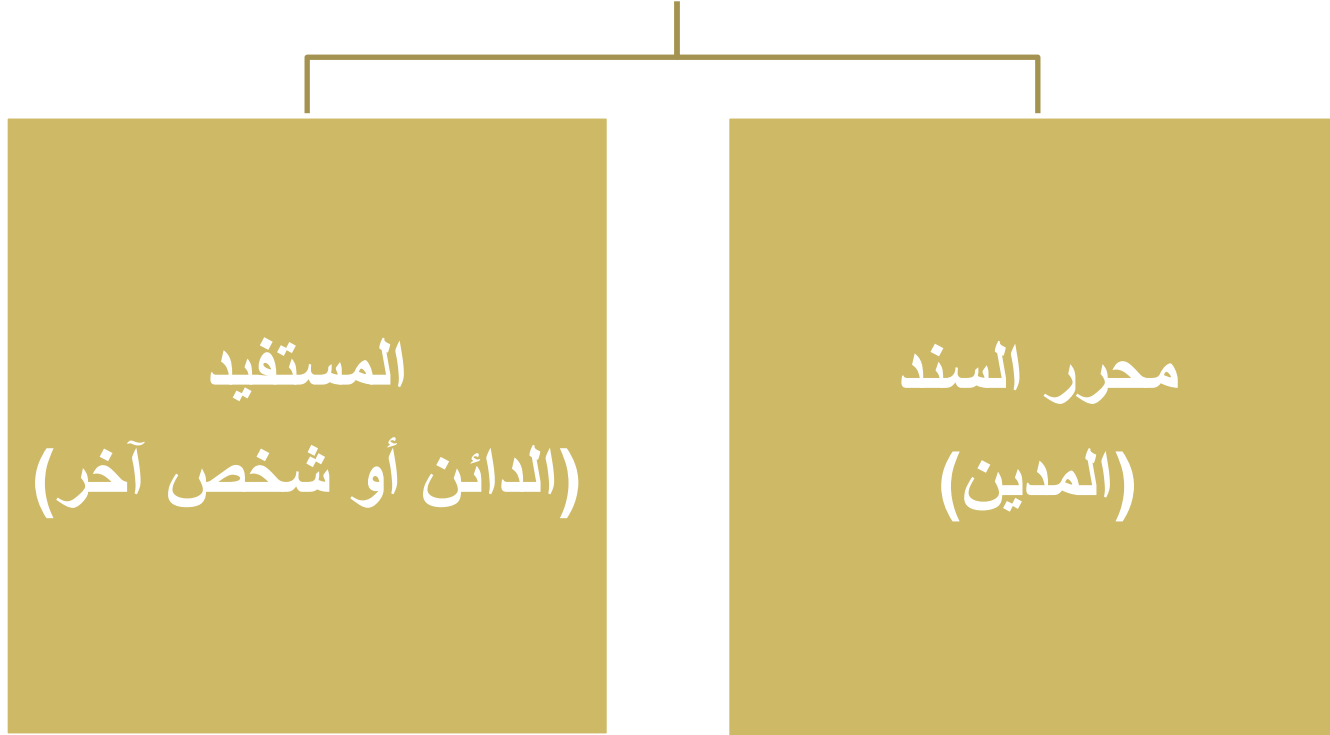 محرر السند
(المدين)
المستفيد
(الدائن أو شخص آخر)